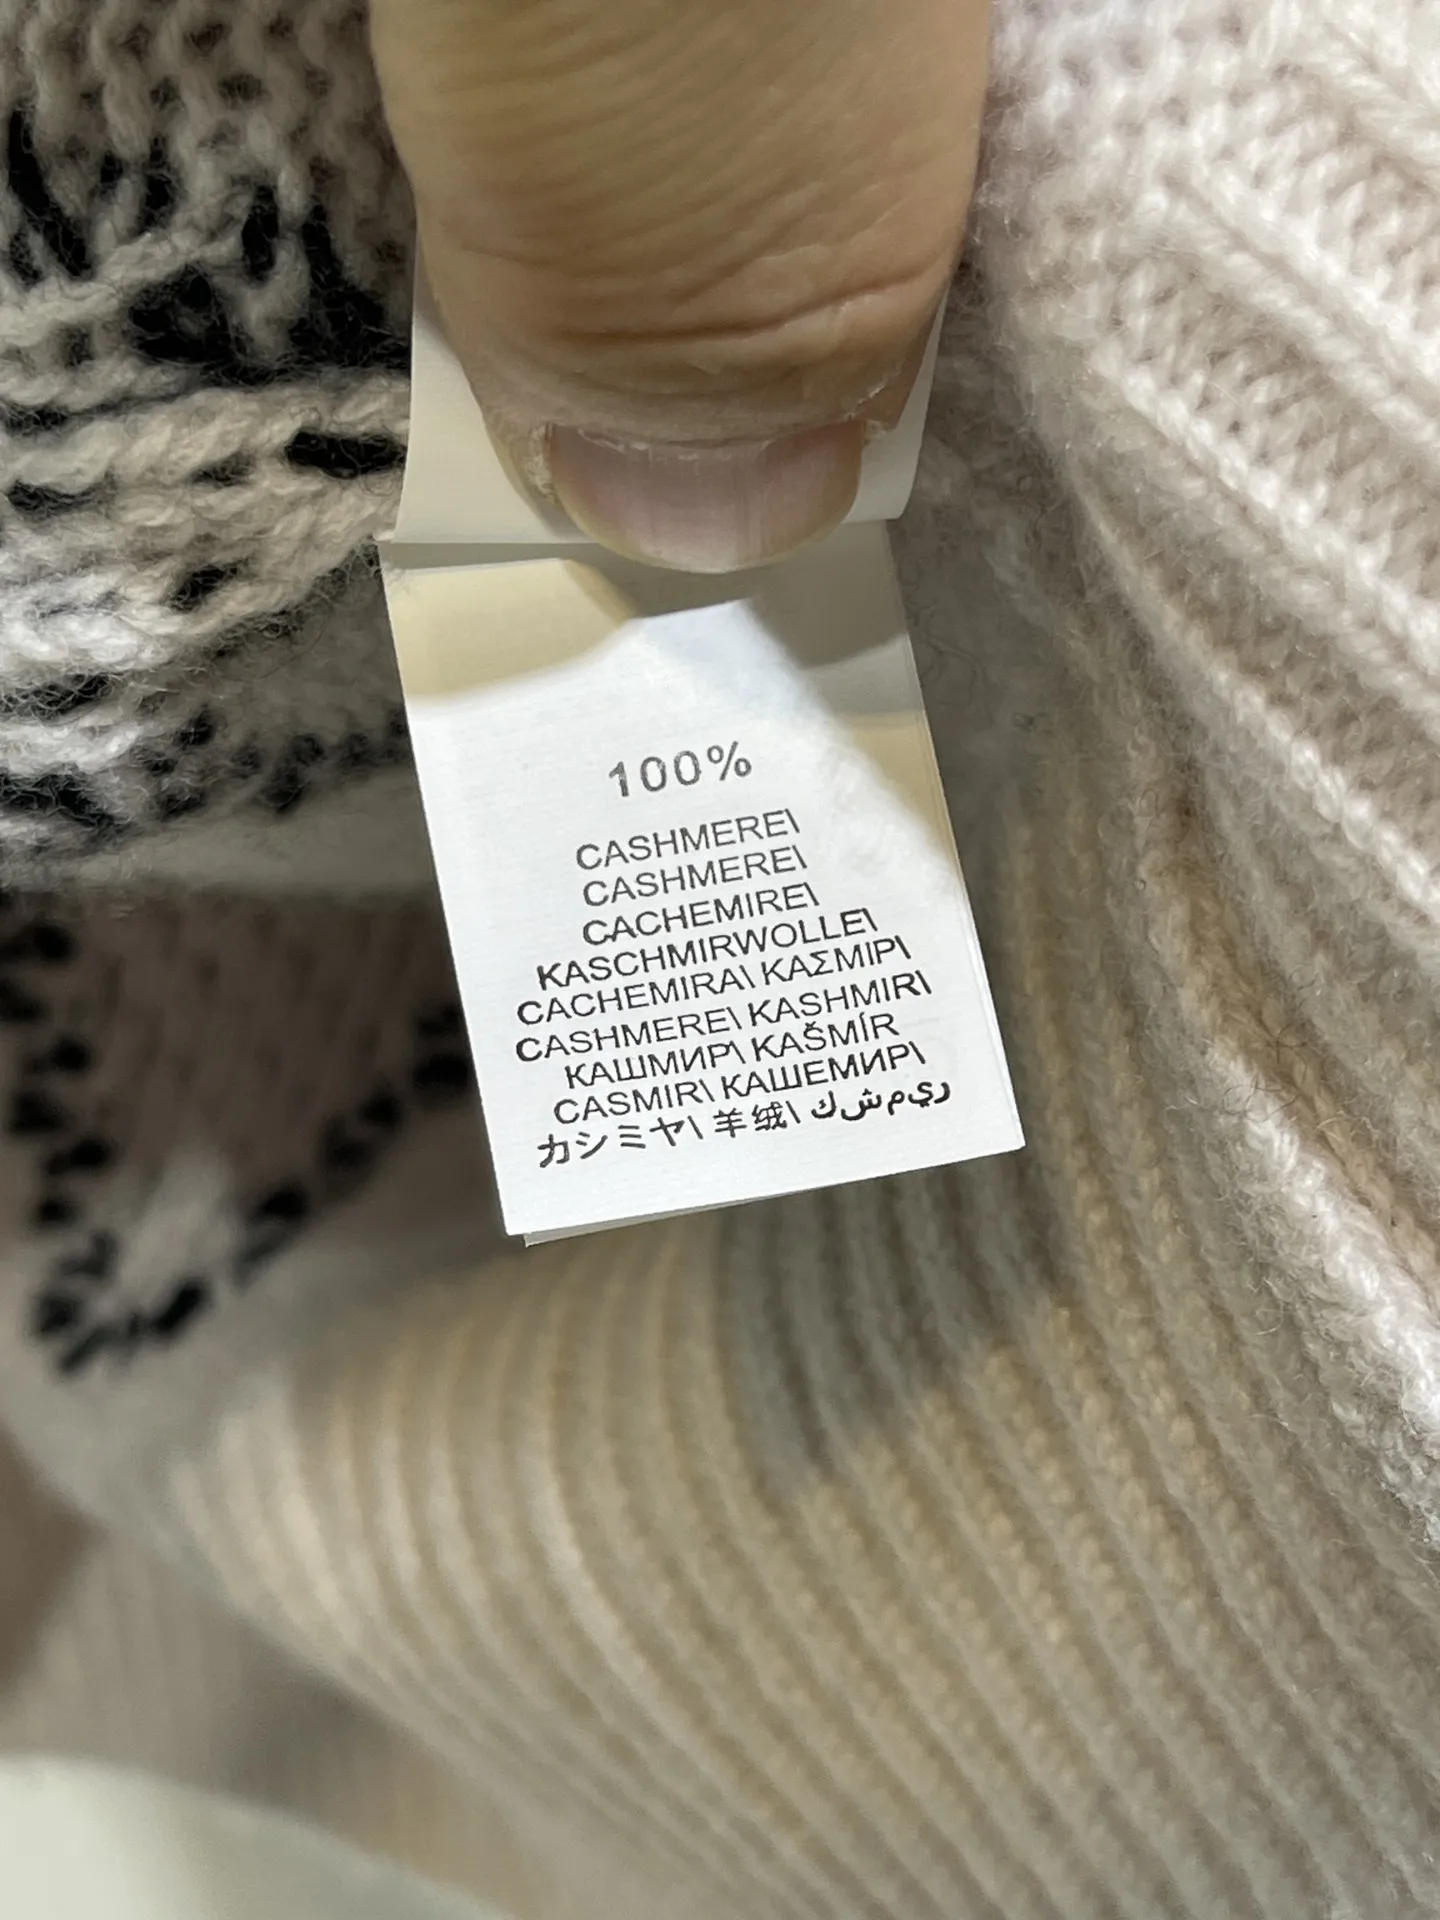 100%
CASHMERE\
CASHMERE\
CACHEMIRE\
KASCHMIRWOLLE\
CACHEMIRA\ ΚΑΣΜΙΡ\
CASHMERE\ KASHMIR\
КАШМИР\ KAŠMÍR
CASMIR\ КАШЕМИР\
カシミヤ\ 羊绒\ ك ش م ي ر